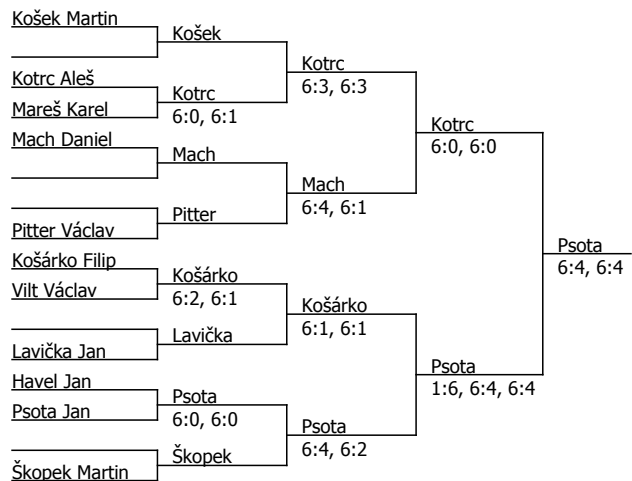 Košek Martin
Kotrc Aleš
Mareš Karel
Mach Daniel
Pitter Václav
Košárko Filip
Vilt Václav
Lavička Jan
Havel Jan
Psota Jan
Škopek Martin
Košek
Kotrc
6:0, 6:1
Mach
Pitter
Košárko
6:2, 6:1
Lavička
Psota
6:0, 6:0
Škopek
Kotrc
6:3, 6:3
Mach
6:4, 6:1
Košárko
6:1, 6:1
Psota
6:4, 6:2
Kotrc
6:0, 6:0
Psota
1:6, 6:4, 6:4
Psota
6:4, 6:4